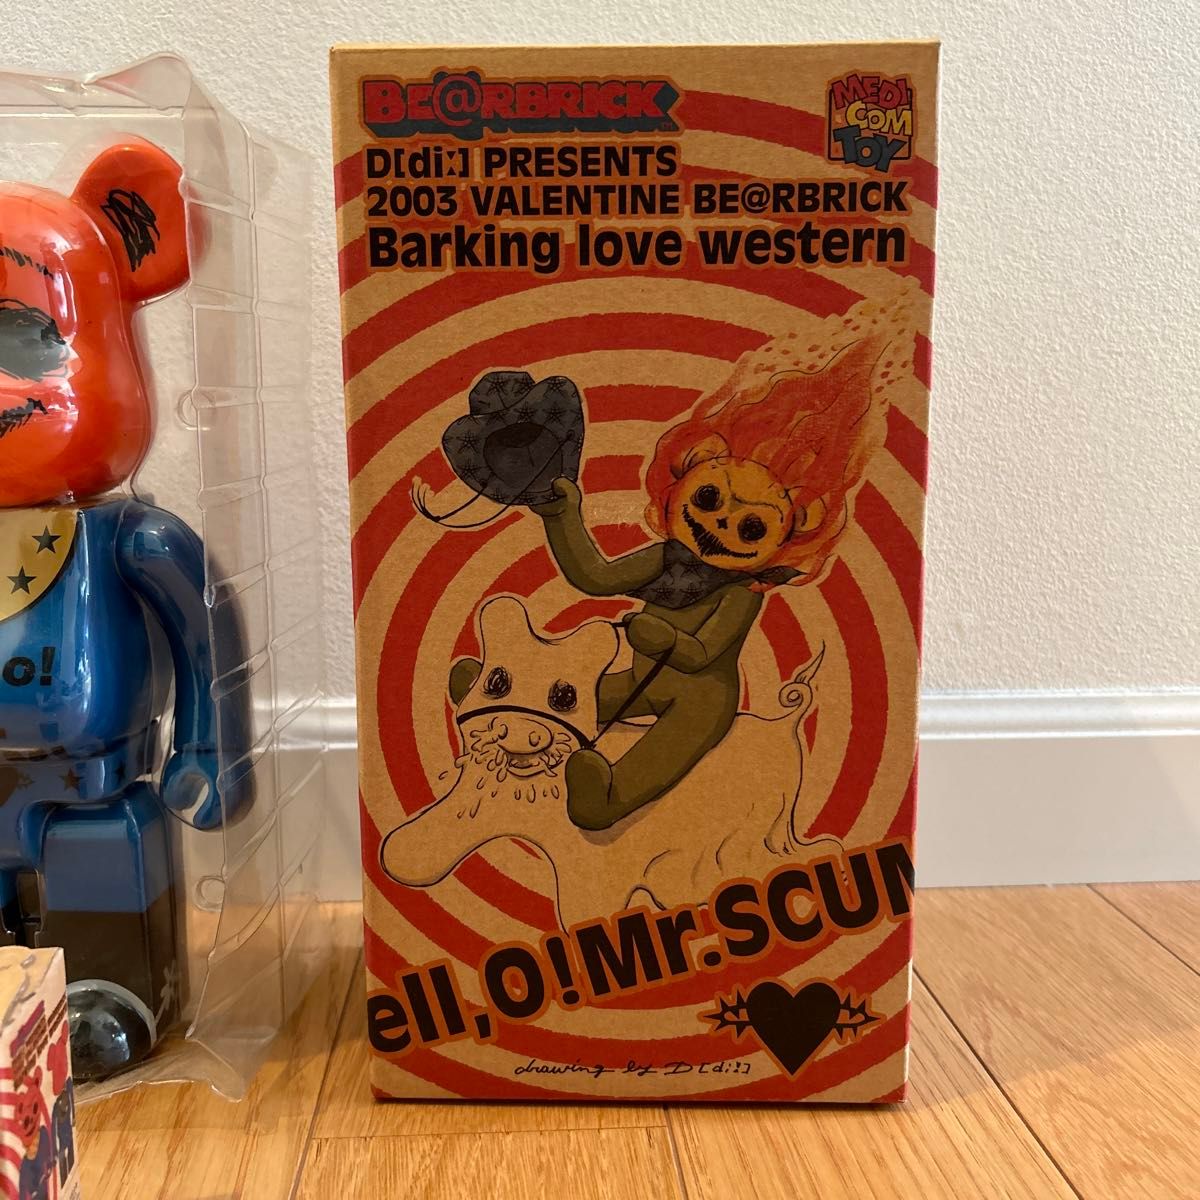 BE@RBRICK
TM
MEDI
COM
TOY
D[di:] PRESENTS
2003 VALENTINE BE@RBRICK
Barking love western
o!
ell,O!Mr.SCUM
drawing by D[di:]